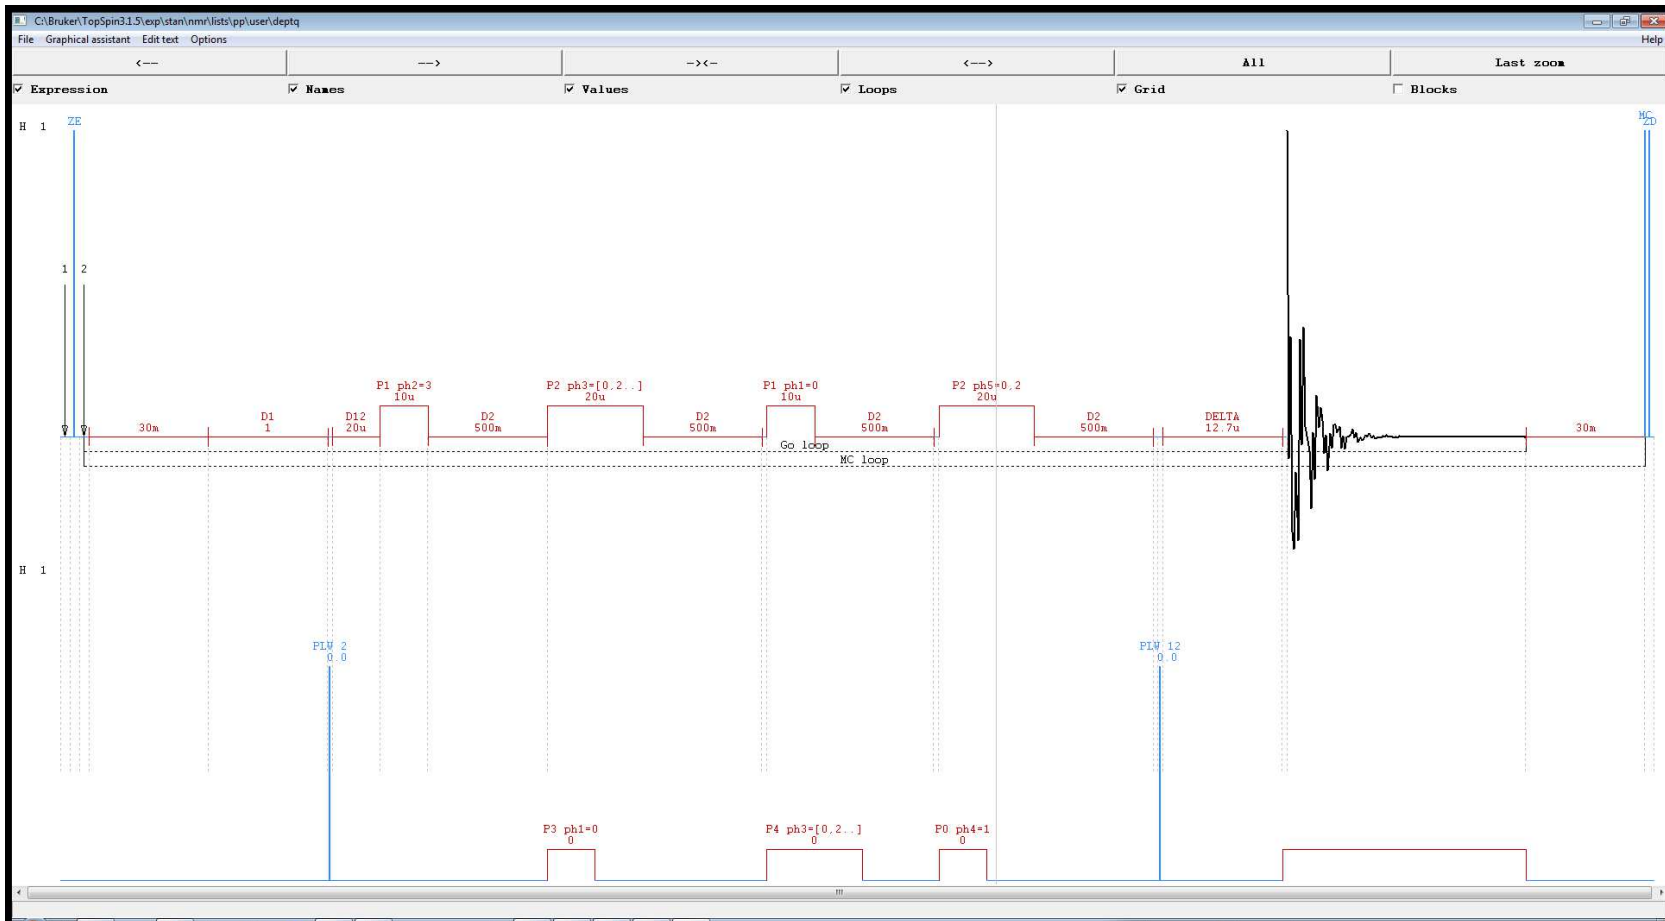 C:\Bruker\TopSpin3.1.5\exp\stan\nmr\lists\pp\user\deptq
File Graphical assistant Edit text Options Help
<-- --> -><- <--> All Last zoom
Expression Names Values Loops Grid Blocks
H 1 ZE MC
ZD
1 2
P1 ph2=3 P2 ph3=[0,2..] P1 ph1=0 P2 ph5=0,2
10u 20u 10u 20u
D1 D12 D2 D2 D2 D2 DELTA
30m 1 20u 500m 500m 500m 500m 12.7u 30m
Go loop
MC loop
H 1
PLW 2 PLW 12
0.0 0.0
P3 ph1=0 P4 ph3=[0,2..] P0 ph4=1
0 0 0